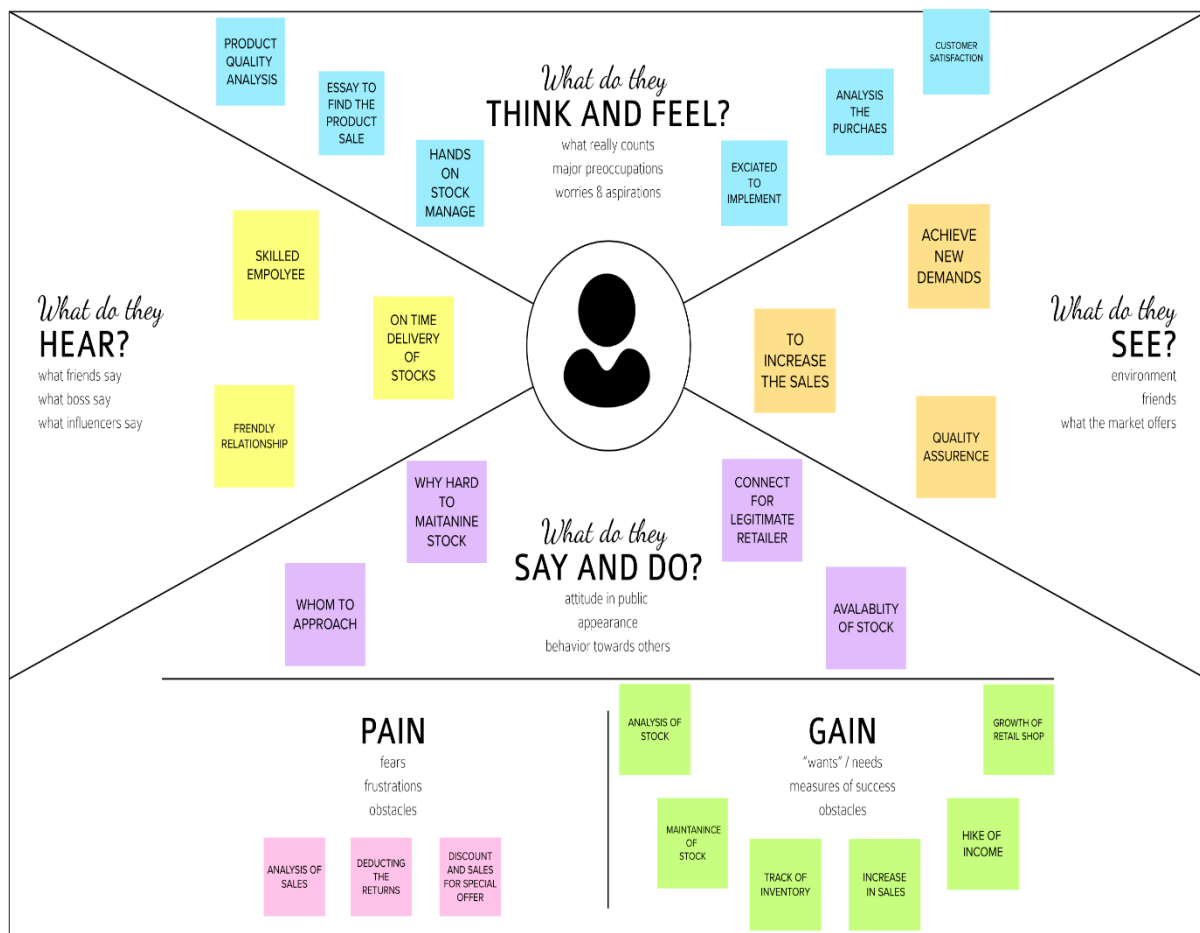 PRODUCT
QUALITY
ANALYSIS
ESSAY TO
FIND THE
PRODUCT
SALE
HANDS
ON
STOCK
MANAGE
What do they
THINK AND FEEL?
what really counts
major preoccupations
worries & aspirations
EXCIATED
TO
IMPLEMENT
ANALYSIS
THE
PURCHAES
CUSTOMER
SATISFACTION
What do they
HEAR?
what friends say
what boss say
what influencers say
SKILLED
EMPOLYEE
ON TIME
DELIVERY
OF
STOCKS
FRENDLY
RELATIONSHIP
ACHIEVE
NEW
DEMANDS
TO
INCREASE
THE SALES
QUALITY
ASSURENCE
What do they
SEE?
environment
friends
what the market offers
WHY HARD
TO
MAITANINE
STOCK
WHOM TO
APPROACH
What do they
SAY AND DO?
attitude in public
appearance
behavior towards others
CONNECT
FOR
LEGITIMATE
RETAILER
AVALABLITY
OF STOCK
PAIN
fears
frustrations
obstacles
ANALYSIS OF
SALES
DEDUCTING
THE
RETURNS
DISCOUNT
AND SALES
FOR SPECIAL
OFFER
ANALYSIS OF
STOCK
GAIN
"wants" / needs
measures of success
obstacles
GROWTH OF
RETAIL SHOP
MAINTANINCE
OF
STOCK
TRACK OF
INVENTORY
INCREASE
IN SALES
HIKE OF
INCOME